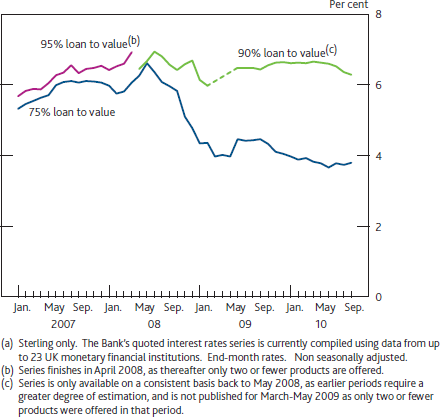 Per cent
8
95% loan to value(b)
90% loan to value(c)
6
75% loan to value
4
2
0
Jan. May Sep. Jan. May Sep. Jan. May Sep. Jan. May Sep.
2007 08 09 10
(a) Sterling only. The Bank's quoted interest rates series is currently compiled using data from up
to 23 UK monetary financial institutions. End-month rates. Non seasonally adjusted.
(b) Series finishes in April 2008, as thereafter only two or fewer products are offered.
(c) Series is only available on a consistent basis back to May 2008, as earlier periods require a
greater degree of estimation, and is not published for March-May 2009 as only two or fewer
products were offered in that period.